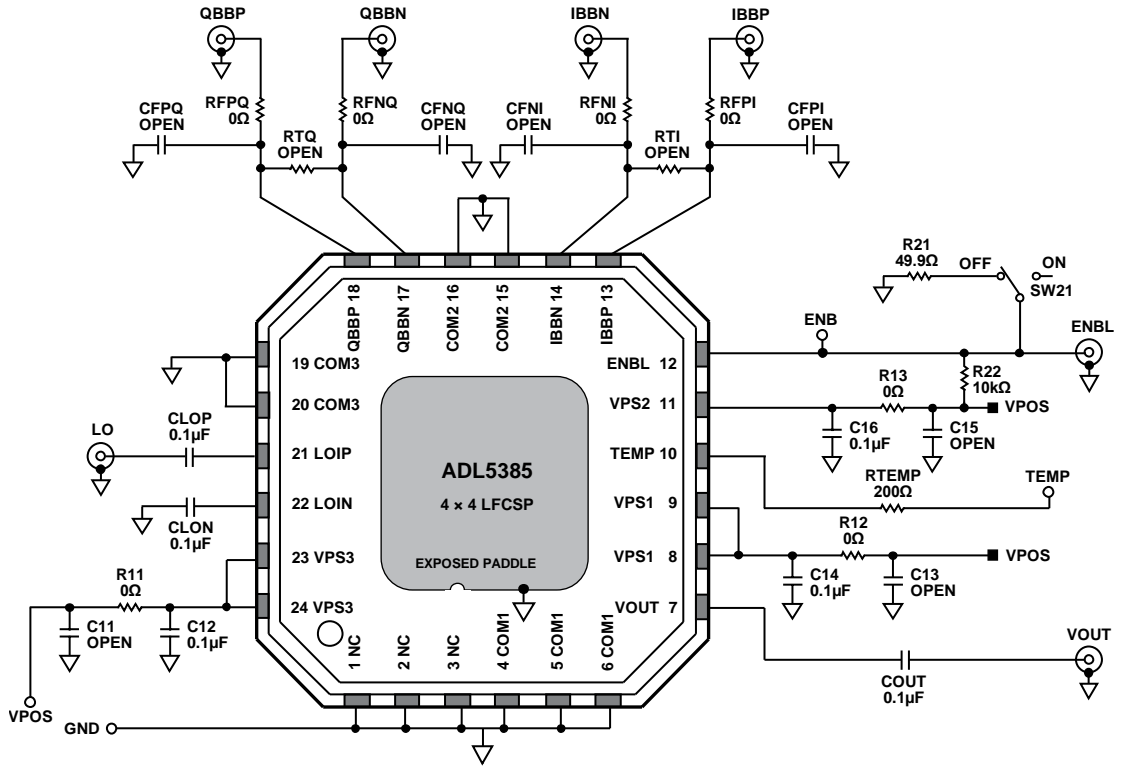 QBBP
QBBN
IBBN
IBBP
CFPQ
OPEN
RFPQ
0Ω
RTQ
OPEN
RFNQ
0Ω
CFNQ
OPEN
CFNI
OPEN
RFNI
0Ω
RTI
OPEN
RFPI
0Ω
CFPI
OPEN
R21
49.9Ω
OFF
ON
SW21
ENB
ENBL
R22
10kΩ
R13
0Ω
VPOS
C16
0.1µF
C15
OPEN
RTEMP
200Ω
TEMP
R12
0Ω
VPOS
C14
0.1µF
C13
OPEN
VOUT
COUT
0.1µF
QBBP 18
QBBN 17
COM2 16
COM2 15
IBBN 14
IBBP 13
ENBL 12
VPS2 11
TEMP 10
VPS1 9
VPS1 8
VOUT 7
19 COM3
20 COM3
21 LOIP
22 LOIN
23 VPS3
24 VPS3
ADL5385
4 × 4 LFCSP
EXPOSED PADDLE
1 NC
2 NC
3 NC
4 COM1
5 COM1
6 COM1
LO
CLOP
0.1µF
CLON
0.1µF
R11
0Ω
C11
OPEN
C12
0.1µF
VPOS
GND